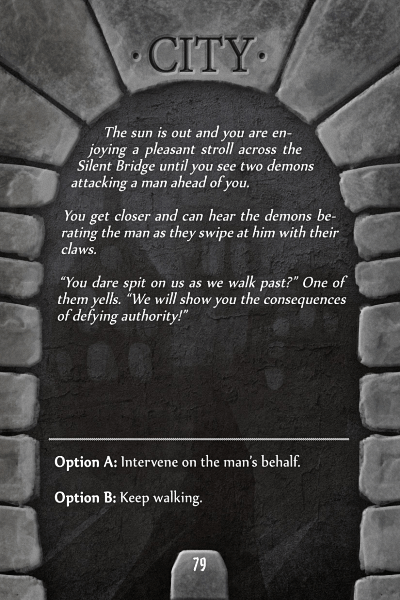 · CITY ·
The sun is out and you are en-
joying a pleasant stroll across the
Silent Bridge until you see two demons
attacking a man ahead of you.
You get closer and can hear the demons be-
rating the man as they swipe at him with their
claws.
“You dare spit on us as we walk past?” One of
them yells. “We will show you the consequences
of defying authority!”
Option A: Intervene on the man’s behalf.
Option B: Keep walking.
79